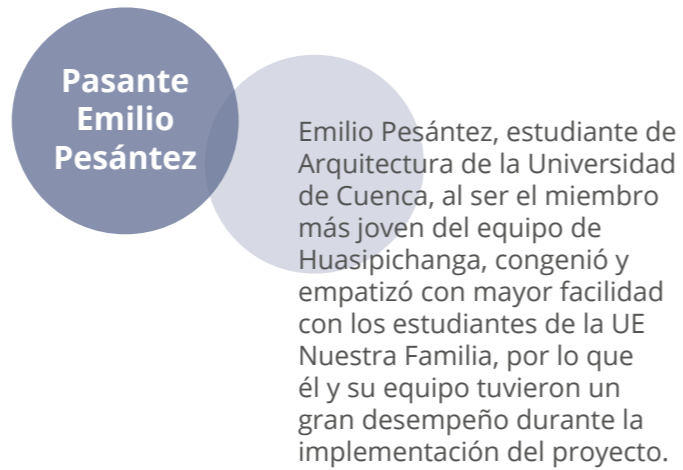 Pasante
Emilio
Pesántez
Emilio Pesántez, estudiante de
Arquitectura de la Universidad
de Cuenca, al ser el miembro
más joven del equipo de
Huasipichanga, congenió y
empatizó con mayor facilidad
con los estudiantes de la UE
Nuestra Familia, por lo que
él y su equipo tuvieron un
gran desempeño durante la
implementación del proyecto.